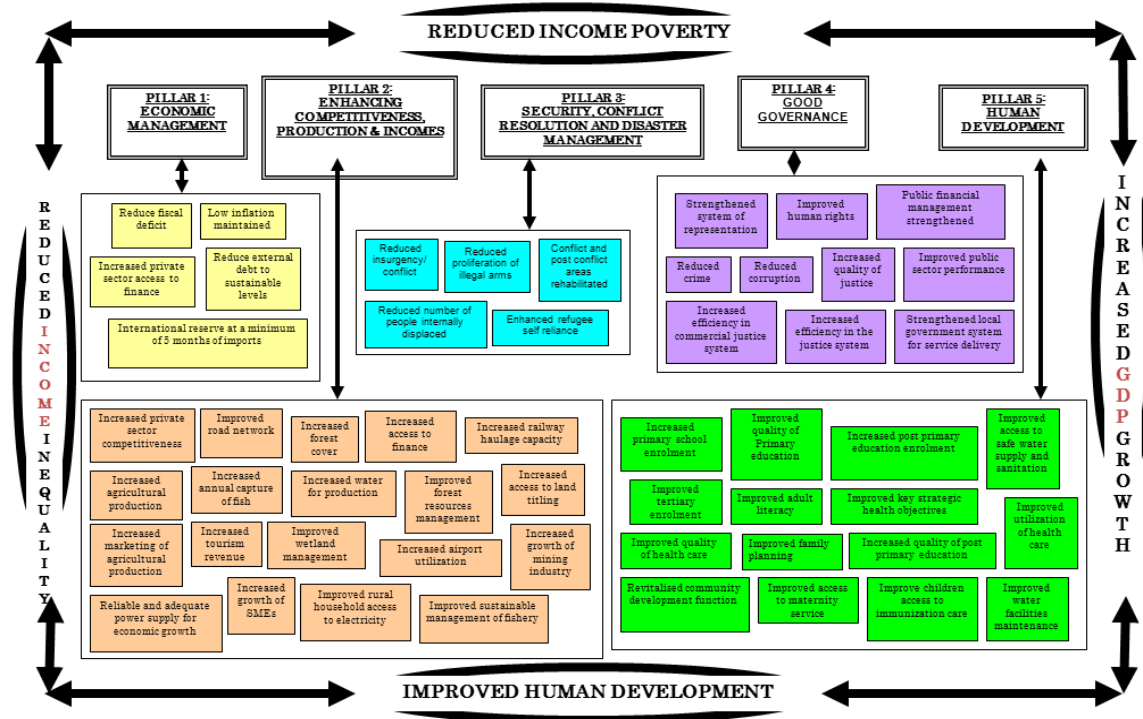 REDUCED INCOME POVERTY
PILLAR 1:
ECONOMIC
MANAGEMENT
PILLAR 2:
ENHANCING
COMPETITIVENESS,
PRODUCTION & INCOMES
PILLAR 3:
SECURITY, CONFLICT
RESOLUTION AND DISASTER
MANAGEMENT
PILLAR 4:
GOOD
GOVERNANCE
PILLAR 5:
HUMAN
DEVELOPMENT
REDUCED INCOME INEQUALITY
Reduce fiscal
deficit
Low inflation
maintained
Increased private
sector access to
finance
Reduce external
debt to
sustainable
levels
International reserve at a minimum
of 5 months of imports
Reduced
insurgency/
conflict
Reduced
proliferation of
illegal arms
Conflict and
post conflict
areas
rehabilitated
Reduced number of
people internally
displaced
Enhanced refugee
self reliance
Strengthened
system of
representation
Improved
human rights
Public financial
management
strengthened
Reduced
crime
Reduced
corruption
Increased
quality of
justice
Improved public
sector performance
Increased
efficiency in
commercial justice
system
Increased
efficiency in the
justice system
Strengthened local
government system
for service delivery
INCREASED GDP GROWTH
Increased private
sector
competitiveness
Improved
road network
Increased
forest
cover
Increased
access to
finance
Increased railway
haulage capacity
Increased
agricultural
production
Increased
annual capture
of fish
Increased water
for production
Improved
forest
resources
management
Increased
access to land
titling
Increased
marketing of
agricultural
production
Increased
tourism
revenue
Improved
wetland
management
Increased airport
utilization
Increased
growth of
mining
industry
Reliable and adequate
power supply for
economic growth
Increased
growth of
SMEs
Improved rural
household access
to electricity
Improved sustainable
management of fishery
Increased
primary school
enrolment
Improved
quality of
Primary
education
Increased post primary
education enrolment
Improved
access to
safe water
supply and
sanitation
Improved
tertiary
enrolment
Improved adult
literacy
Improved key strategic
health objectives
Improved
utilization
of health
care
Improved quality
of health care
Improved family
planning
Increased quality of post
primary education
Revitalised community
development function
Improved access
to maternity
service
Improve children
access to
immunization care
Improved
water
facilities
maintenance
IMPROVED HUMAN DEVELOPMENT